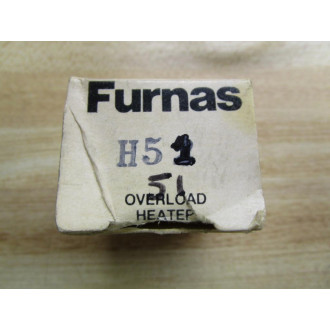 Furnas
H51
51
OVERLOAD
HEATER